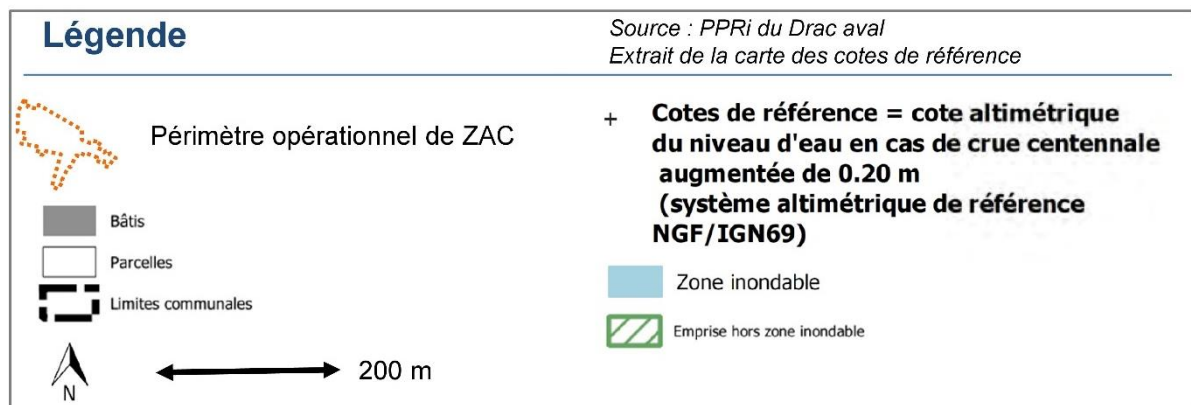 Légende
Source : PPRi du Drac aval
Extrait de la carte des cotes de référence
Périmètre opérationnel de ZAC
Bâtis
Parcelles
Limites communales
N
200 m
+ Cotes de référence = cote altimétrique
du niveau d'eau en cas de crue centennale
augmentée de 0.20 m
(système altimétrique de référence
NGF/IGN69)
Zone inondable
Emprise hors zone inondable